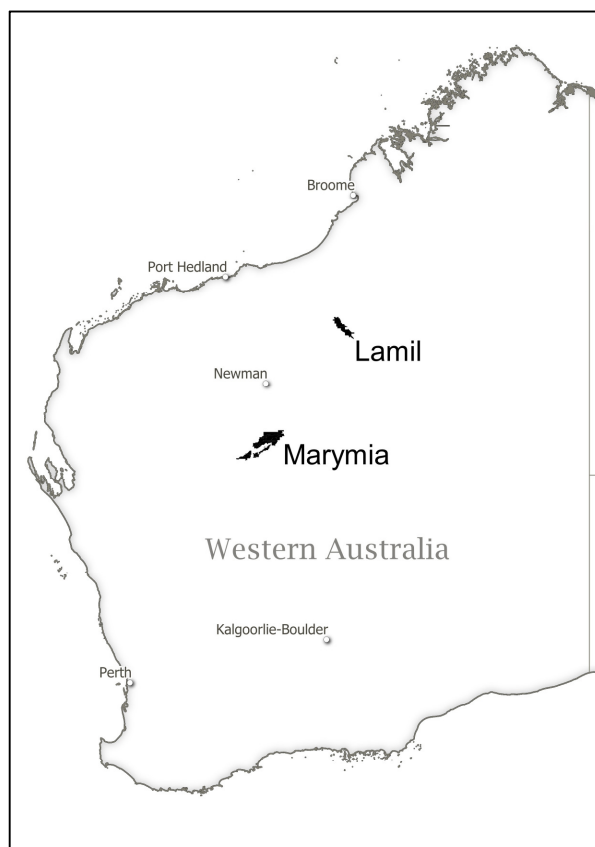 Broome
Port Hedland
Lamil
Newman
Marymia
Western Australia
Kalgoorlie-Boulder
Perth